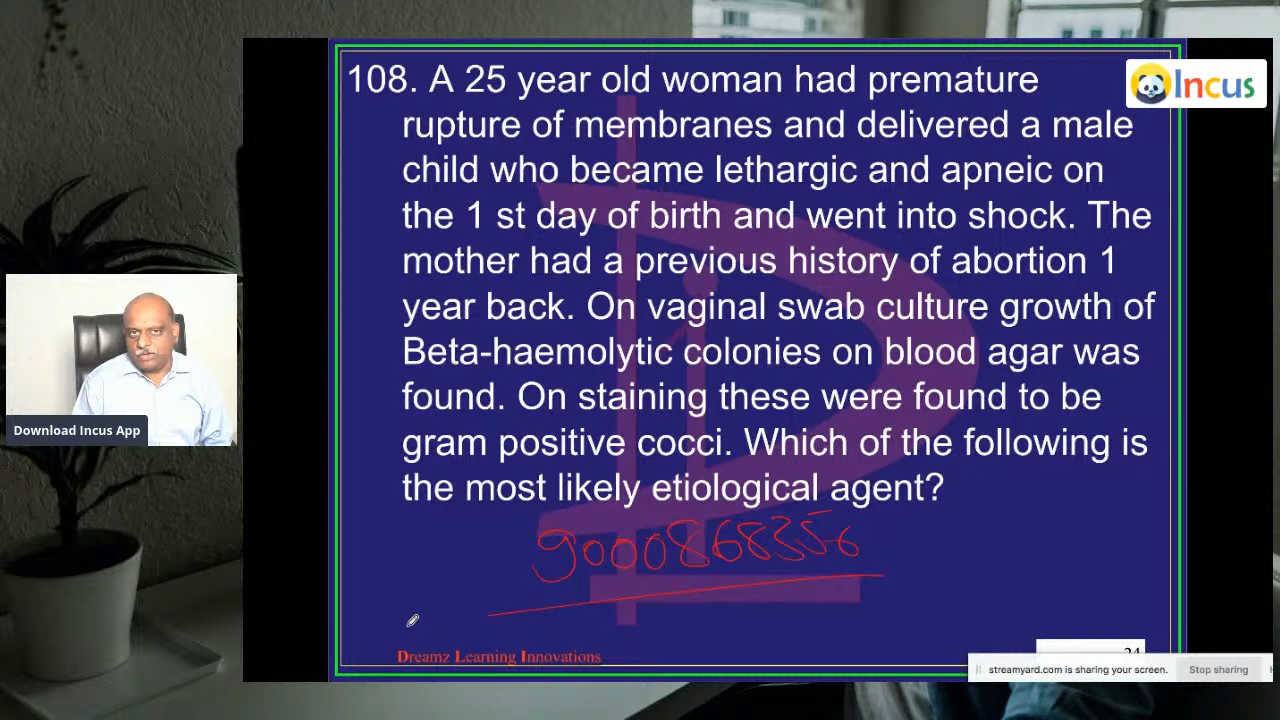 108. A 25 year old woman had premature
rupture of membranes and delivered a male
child who became lethargic and apneic on
the 1 st day of birth and went into shock. The
mother had a previous history of abortion 1
year back. On vaginal swab culture growth of
Beta-haemolytic colonies on blood agar was
found. On staining these were found to be
gram positive cocci. Which of the following is
the most likely etiological agent?
9000868356
Dreamz Learning Innovations
24
Incus
Download Incus App
streamyard.com is sharing your screen.
Stop sharing